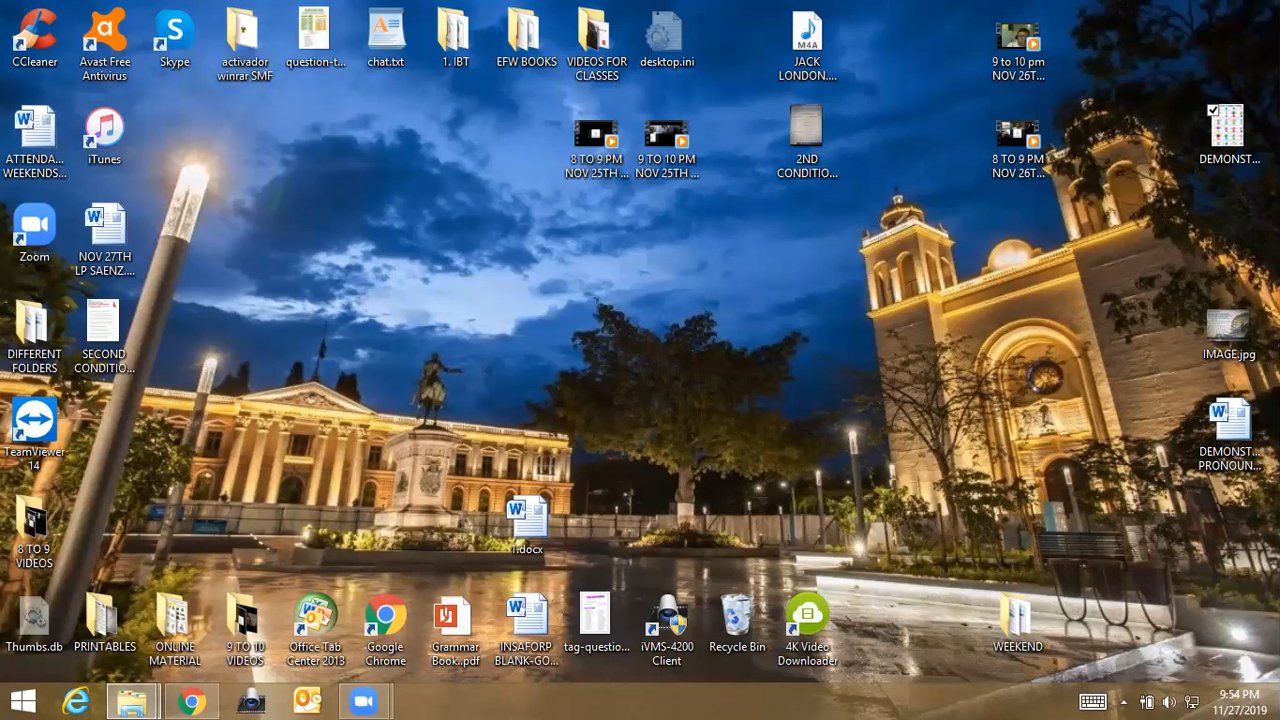 CCleaner
Avast Free
Antivirus
Skype
activador
winrar SMF
question-t...
chat.txt
1. IBT
EFW BOOKS
VIDEOS FOR
CLASSES
desktop.ini
M4A
JACK
LONDON....
9 to 10 pm
NOV 26T...
ATTENDA...
WEEKENDS...
iTunes
8 TO 9 PM
NOV 25TH ...
9 TO 10 PM
NOV 25TH ...
2ND
CONDITIO...
8 TO 9 PM
NOV 26T...
DEMONST...
Zoom
NOV 27TH
LP SAENZ....
DIFFERENT
FOLDERS
SECOND
CONDITIO...
IMAGE.jpg
TeamViewer
14
DEMONST...
PRONOUN...
8 TO 9
VIDEOS
1.docx
Thumbs.db
PRINTABLES
ONLINE
MATERIAL
9 TO 10
VIDEOS
Office Tab
Center 2013
Google
Chrome
Grammar
Book..pdf
INSAFORP
BLANK-GO...
tag-questio...
iVMS-4200
Client
Recycle Bin
4K Video
Downloader
WEEKEND
9:54 PM
11/27/2019